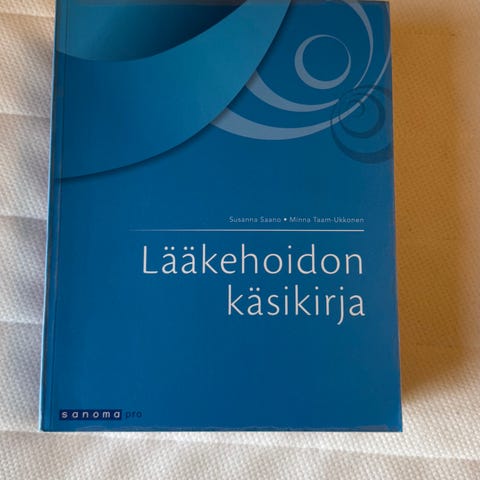 Susanna Saano • Minna Taam-Ukkonen
Lääkehoidon
käsikirja
sanoma pro